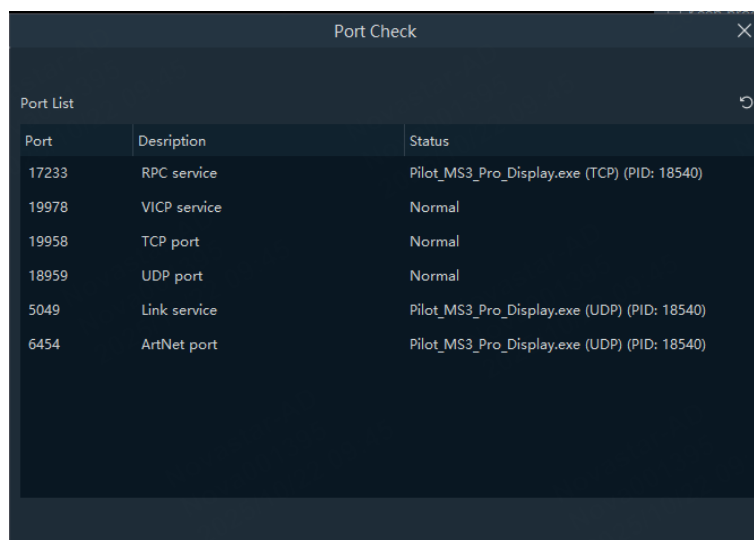 Port Check
Port List
Port Desription Status
17233 RPC service Pilot_MS3_Pro_Display.exe (TCP) (PID: 18540)
19978 VICP service Normal
19958 TCP port Normal
18959 UDP port Normal
5049 Link service Pilot_MS3_Pro_Display.exe (UDP) (PID: 18540)
6454 ArtNet port Pilot_MS3_Pro_Display.exe (UDP) (PID: 18540)